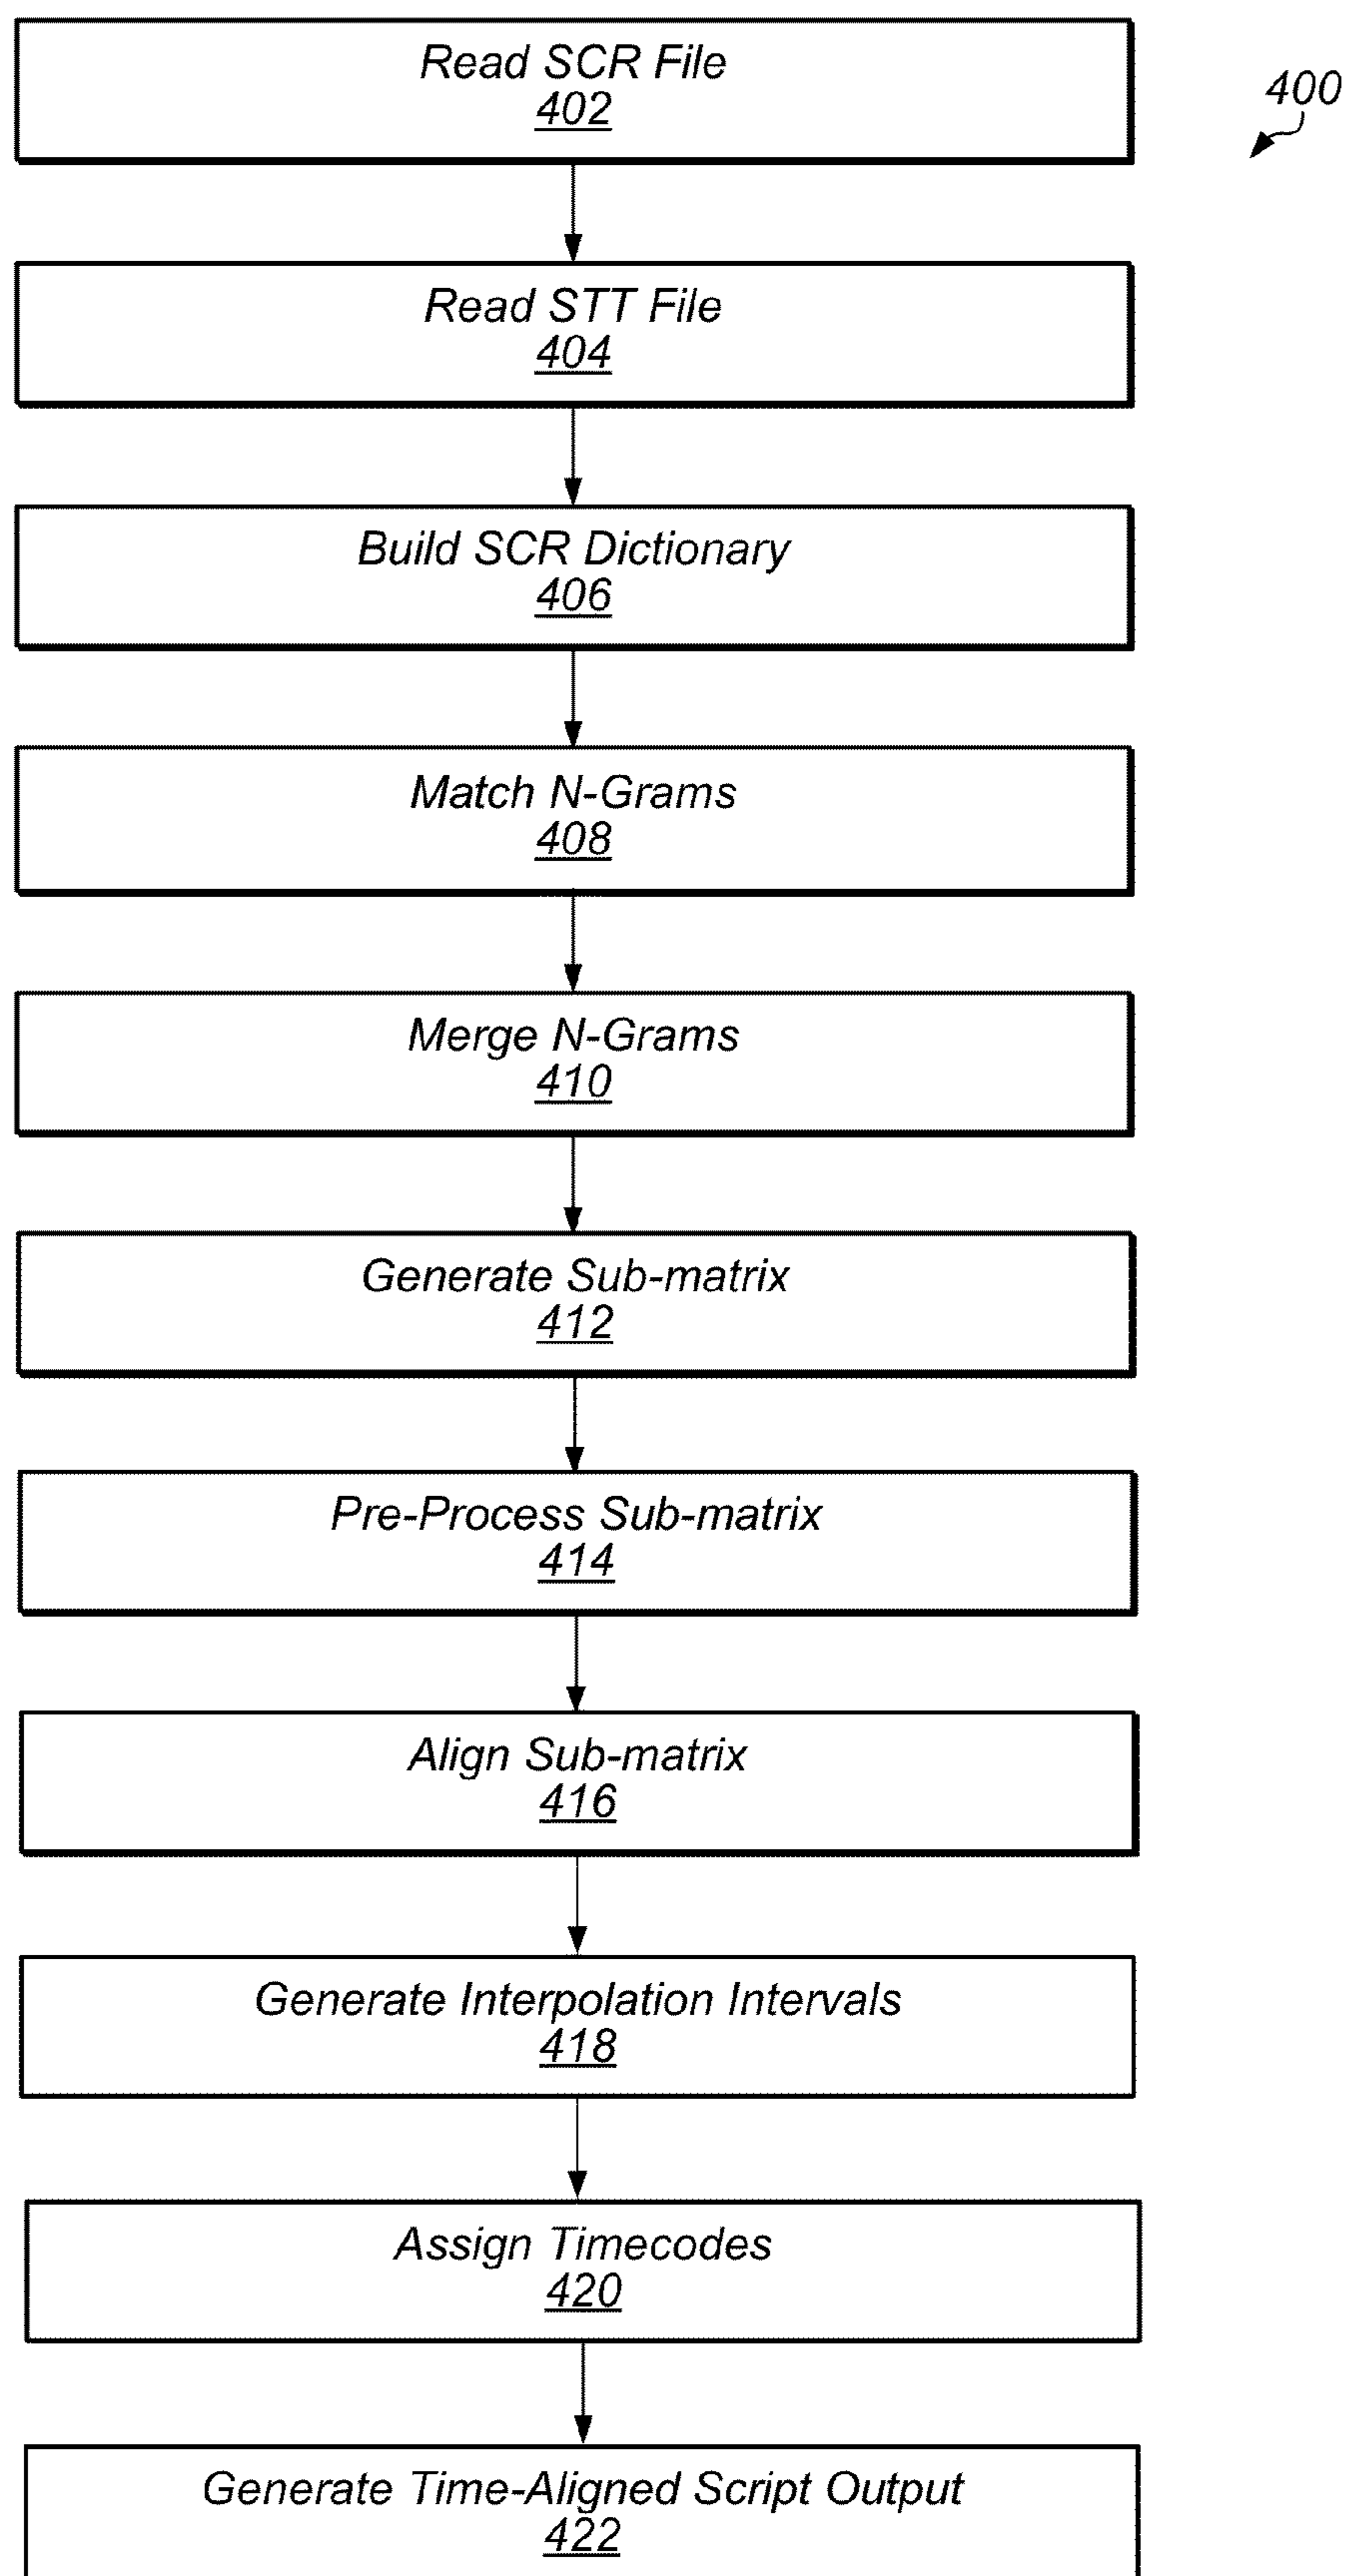 Read SCR File
402
400
Read STT File
404
Build SCR Dictionary
406
Match N-Grams
408
Merge N-Grams
410
Generate Sub-matrix
412
Pre-Process Sub-matrix
414
Align Sub-matrix
416
Generate Interpolation Intervals
418
Assign Timecodes
420
Generate Time-Aligned Script Output
422